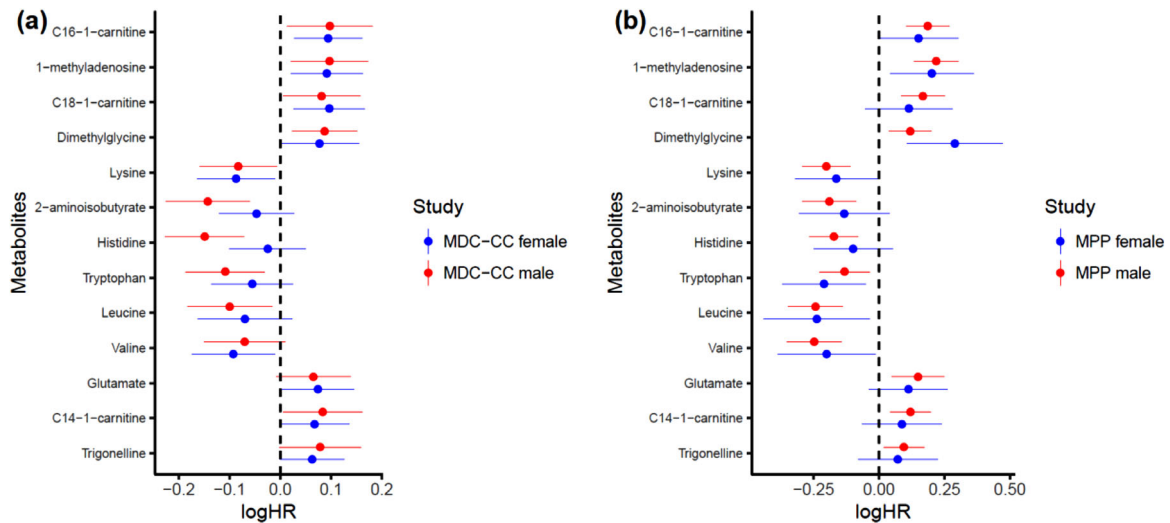 (a)
Metabolites
C16−1−carnitine
1−methyladenosine
C18−1−carnitine
Dimethylglycine
Lysine
2−aminoisobutyrate
Histidine
Tryptophan
Leucine
Valine
Glutamate
C14−1−carnitine
Trigonelline
−0.2 −0.1 0.0 0.1 0.2
logHR
Study
MDC−CC female
MDC−CC male
(b)
Metabolites
C16−1−carnitine
1−methyladenosine
C18−1−carnitine
Dimethylglycine
Lysine
2−aminoisobutyrate
Histidine
Tryptophan
Leucine
Valine
Glutamate
C14−1−carnitine
Trigonelline
−0.25 0.00 0.25 0.50
logHR
Study
MPP female
MPP male